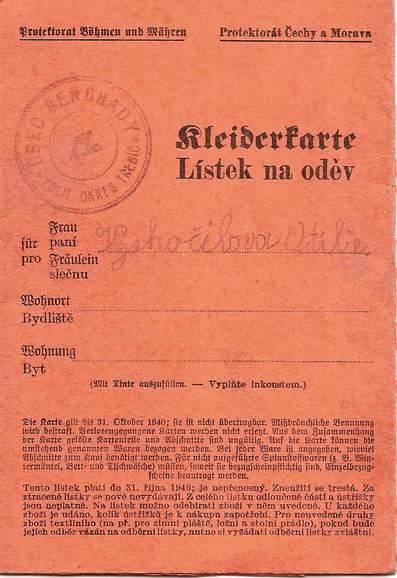 Protektorat Böhmen und Mähren Protektorát Čechy a Morava
Kleiderkarte
Lístek na oděv
Frau
für paní
pro Fräulein
slečnu
Wohnort
Bydliště
Wohnung
Byt
(Mit Tinte auszufüllen. — Vyplňte inkoustem.)
Die Karte gilt bis 31. Oktober 1940; sie ist nicht übertragbar. Mißbräuchliche Benutzung
wird bestraft. Verlorengegangene Karten werden nicht ersetzt. Aus dem Zusammenhang
der Karte gelöste Kartenteile und Abschnitte sind ungültig. Auf die Karte können die
umstehend genannten Waren bezogen werden. Bei jeder Ware ist angegeben, wieviel
Abschnitte zum Kauf benötigt werden. Für nicht aufgeführte Spinnstoffwaren (z. B. Win-
termäntel, Bett- und Tischwäsche) müssen, soweit sie bezugscheinpflichtig sind, Einzelbezug-
scheine beantragt werden.
Tento lístek platí do 31. října 1940; je nepřenosný. Zneužití se trestá. Za
ztracené lístky se nové nevydávají. Z celého lístku odloučené části a ústřižky
jsou neplatné. Na lístek možno odebírati zboží v něm uvedené. U každého
zboží je udáno, kolik ústřižků je k nákupu zapotřebí. Pro neuvedené druhy
zboží textilního (na př. pro zimní pláště, ložní a stolní prádlo), pokud bude
jejich odběr vázán na odběrní lístky, nutno si vyžádati odběrní lístky zvláštní.